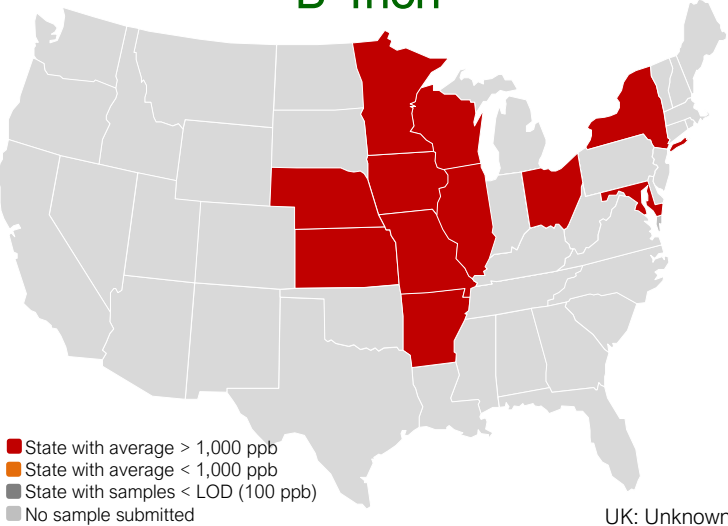 State with average > 1,000 ppb
State with average < 1,000 ppb
State with samples < LOD (100 ppb)
No sample submitted
UK: Unknown